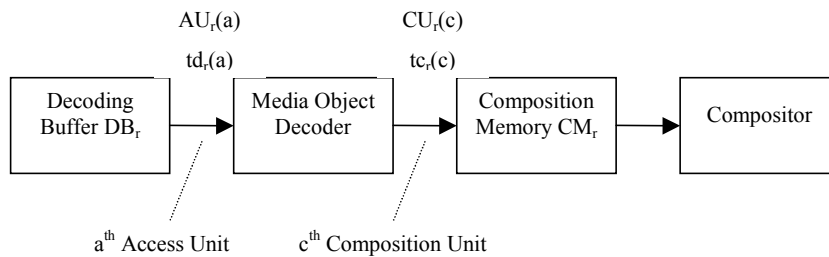 AUr(a)
CUr(c)
tdr(a)
tcr(c)
Decoding
Buffer DBr
Media Object
Decoder
Composition
Memory CMr
Compositor
ath Access Unit
cth Composition Unit